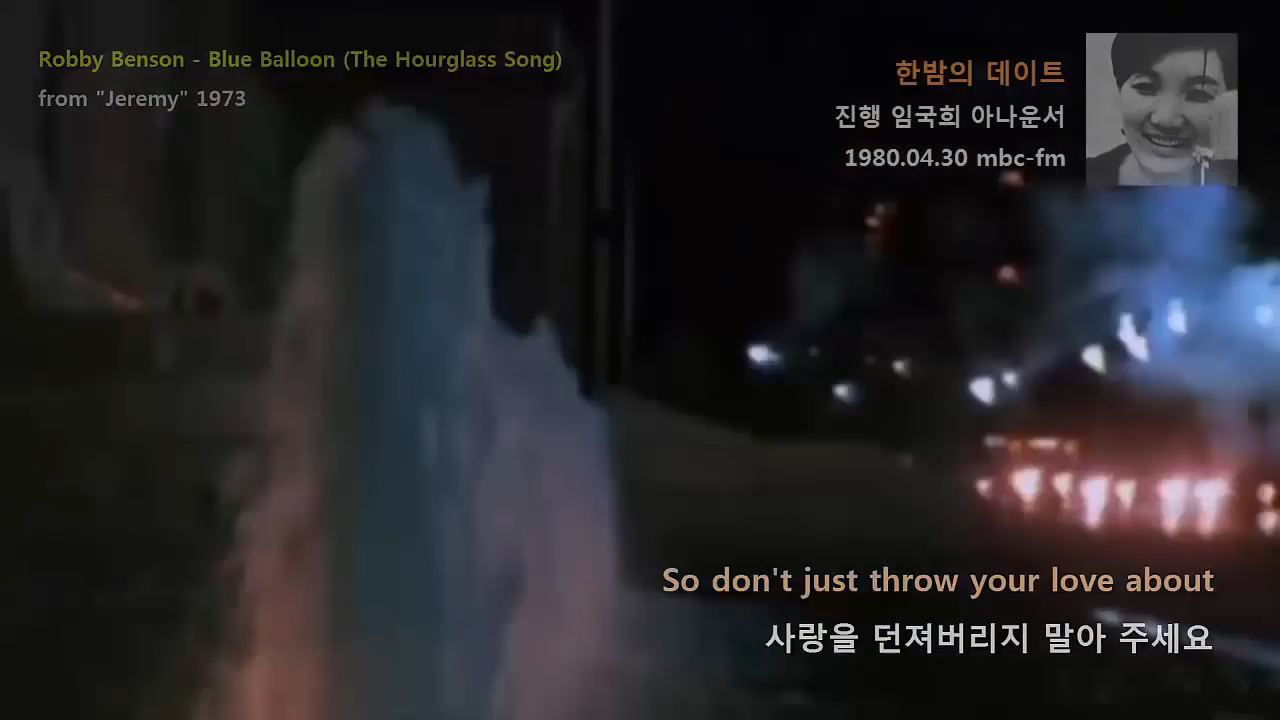 Robby Benson - Blue Balloon (The Hourglass Song)
from "Jeremy" 1973
한밤의 데이트
진행 임국희 아나운서
1980.04.30 mbc-fm
So don't just throw your love about
사랑을 던져버리지 말아 주세요